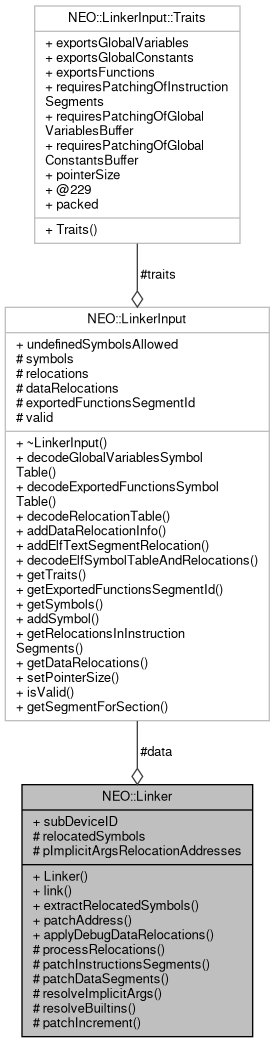 NEO::LinkerInput::Traits
+ exportsGlobalVariables
+ exportsGlobalConstants
+ exportsFunctions
+ requiresPatchingOfInstruction
Segments
+ requiresPatchingOfGlobal
VariablesBuffer
+ requiresPatchingOfGlobal
ConstantsBuffer
+ pointerSize
+ @229
+ packed
+ Traits()
#traits
NEO::LinkerInput
+ undefinedSymbolsAllowed
# symbols
# relocations
# dataRelocations
# exportedFunctionsSegmentId
# valid
+ ~LinkerInput()
+ decodeGlobalVariablesSymbol
Table()
+ decodeExportedFunctionsSymbol
Table()
+ decodeRelocationTable()
+ addDataRelocationInfo()
+ addElfTextSegmentRelocation()
+ decodeElfSymbolTableAndRelocations()
+ getTraits()
+ getExportedFunctionsSegmentId()
+ getSymbols()
+ addSymbol()
+ getRelocationsInInstruction
Segments()
+ getDataRelocations()
+ setPointerSize()
+ isValid()
+ getSegmentForSection()
#data
NEO::Linker
+ subDeviceID
# relocatedSymbols
# pImplicitArgsRelocationAddresses
+ Linker()
+ link()
+ extractRelocatedSymbols()
+ patchAddress()
+ applyDebugDataRelocations()
# processRelocations()
# patchInstructionsSegments()
# patchDataSegments()
# resolveImplicitArgs()
# resolveBuiltins()
# patchIncrement()